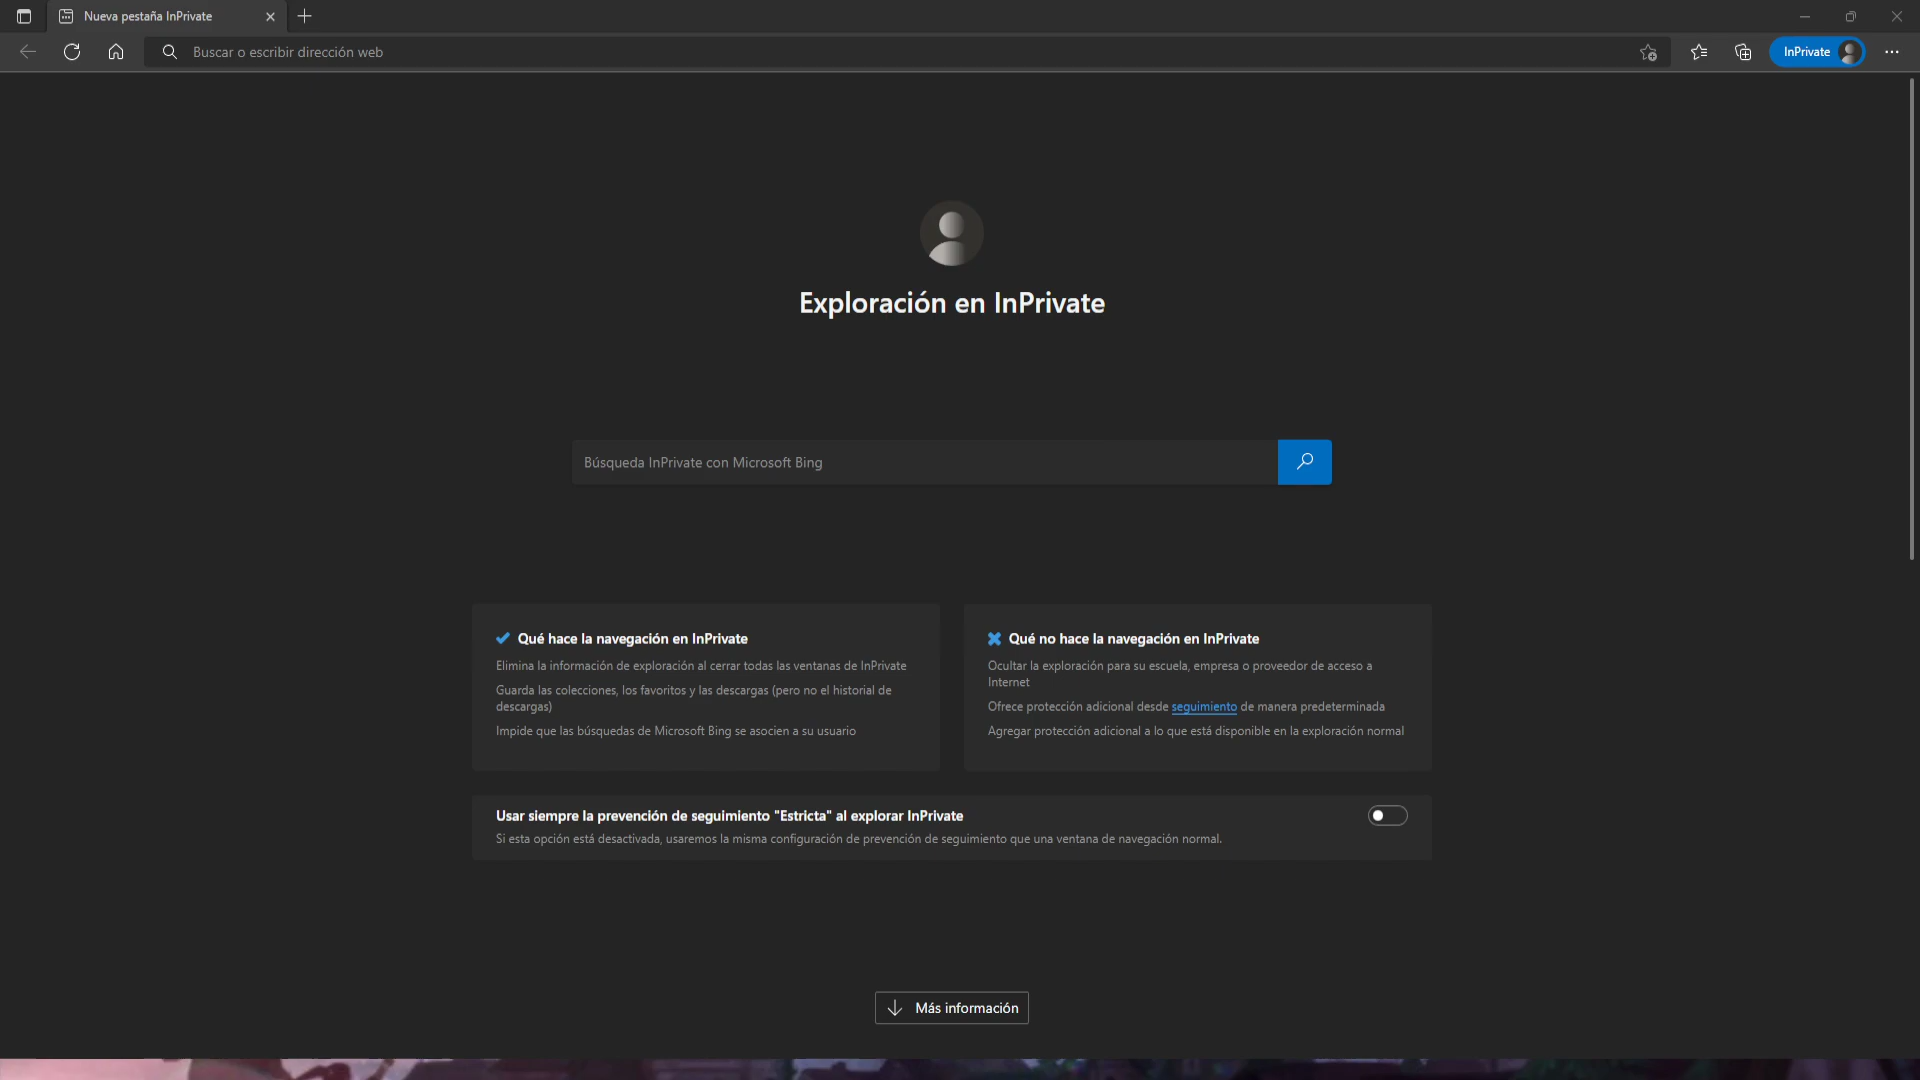 Nueva pestaña InPrivate
Buscar o escribir dirección web
InPrivate
Exploración en InPrivate
Búsqueda InPrivate con Microsoft Bing
Qué hace la navegación en InPrivate
Elimina la información de exploración al cerrar todas las ventanas de InPrivate
Guarda las colecciones, los favoritos y las descargas (pero no el historial de
descargas)
Impide que las búsquedas de Microsoft Bing se asocien a su usuario
Qué no hace la navegación en InPrivate
Ocultar la exploración para su escuela, empresa o proveedor de acceso a
Internet
Ofrece protección adicional desde seguimiento de manera predeterminada
Agregar protección adicional a lo que está disponible en la exploración normal
Usar siempre la prevención de seguimiento "Estricta" al explorar InPrivate
Si esta opción está desactivada, usaremos la misma configuración de prevención de seguimiento que una ventana de navegación normal.
Más información